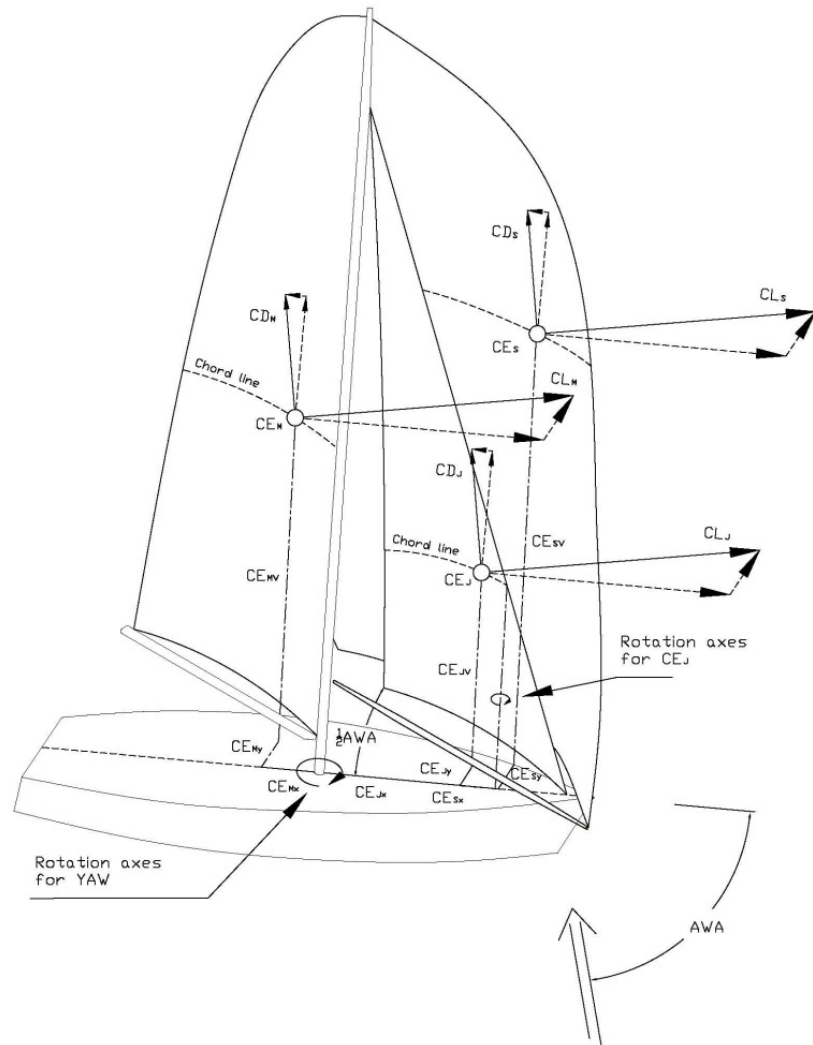 CDS
CLS
CES
CDM
Chord line
CLM
CEM
CDJ
CLJ
Chord line
CEJ
CESV
CEMV
CEJV
Rotation axes
for CEJ
½AWA
CEMy
CEJy
CESy
CEMx
CEJx
CESx
Rotation axes
for YAW
AWA